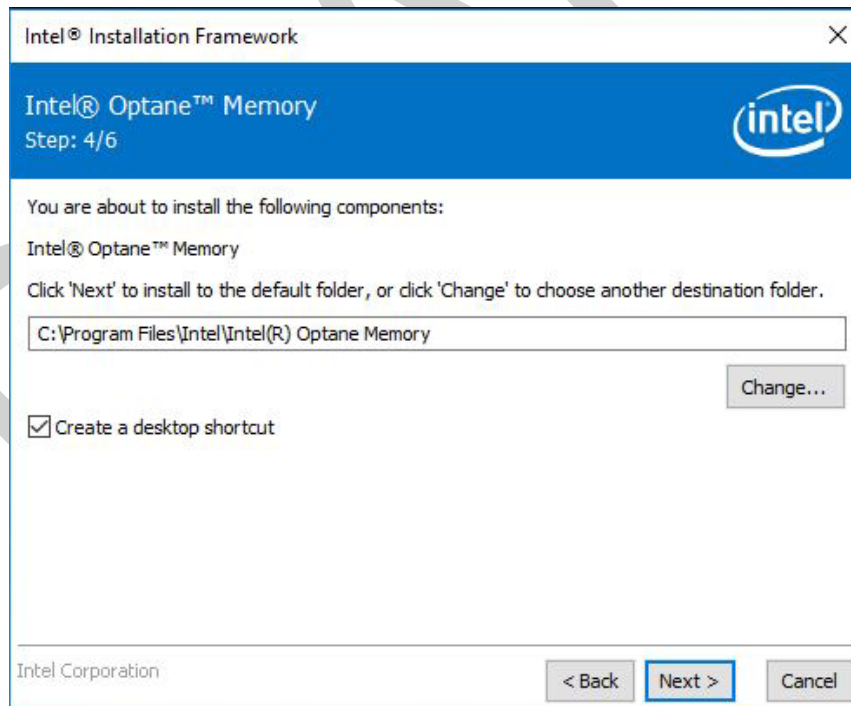 Intel® Installation Framework
Intel® Optane™ Memory
Step: 4/6
intel
You are about to install the following components:
Intel® Optane™ Memory
Click 'Next' to install to the default folder, or click 'Change' to choose another destination folder.
C:\Program Files\Intel\Intel(R) Optane Memory
Change...
Create a desktop shortcut
Intel Corporation
< Back Next > Cancel